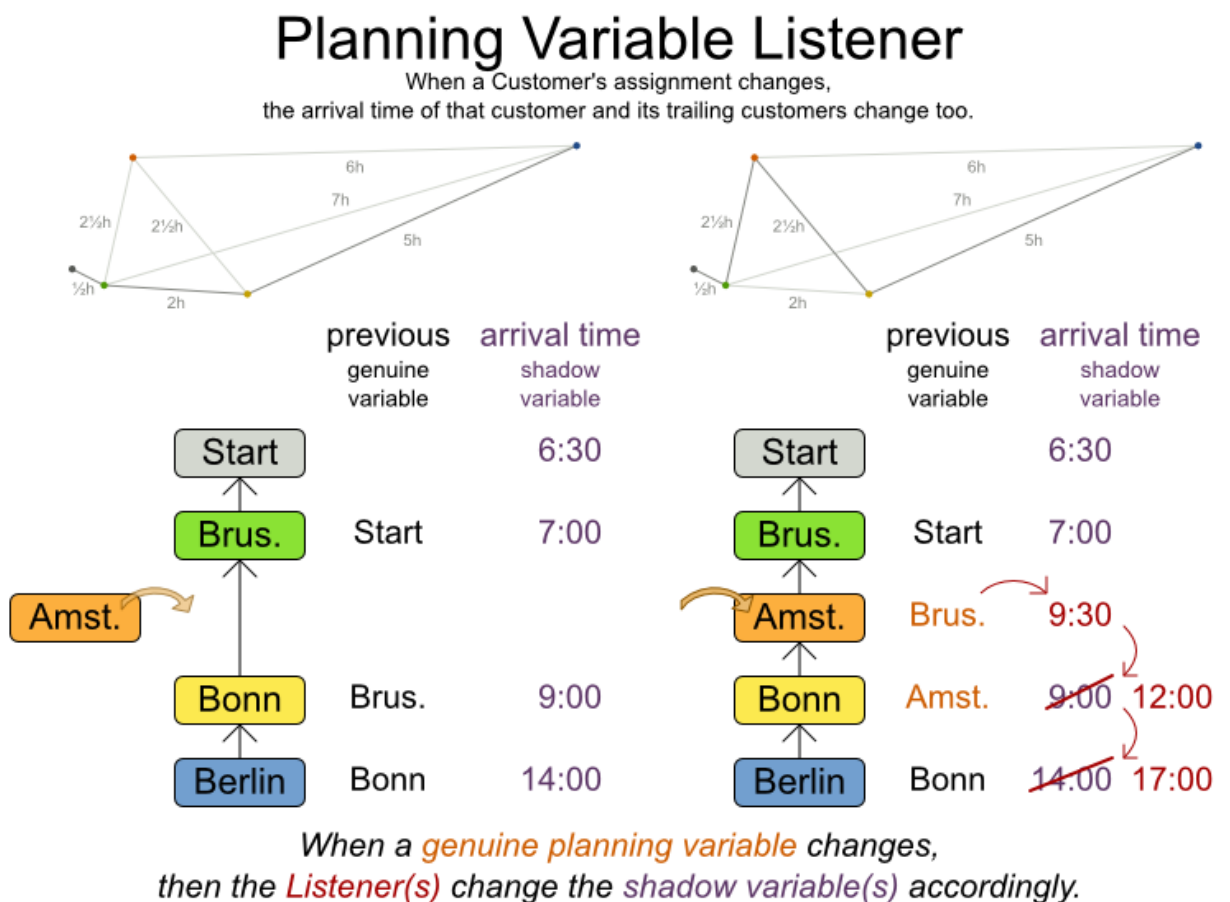 Planning Variable Listener
When a Customer's assignment changes,
the arrival time of that customer and its trailing customers change too.
6h
7h
2½h
2½h
5h
½h
2h
6h
7h
2½h
2½h
5h
½h
2h
previous arrival time
genuine shadow
variable variable
Start 6:30
Brus. Start 7:00
Amst.
Bonn Brus. 9:00
Berlin Bonn 14:00
previous arrival time
genuine shadow
variable variable
Start 6:30
Brus. Start 7:00
Amst. Brus. 9:30
Bonn Amst. 9:00 12:00
Berlin Bonn 14:00 17:00
When a genuine planning variable changes,
then the Listener(s) change the shadow variable(s) accordingly.